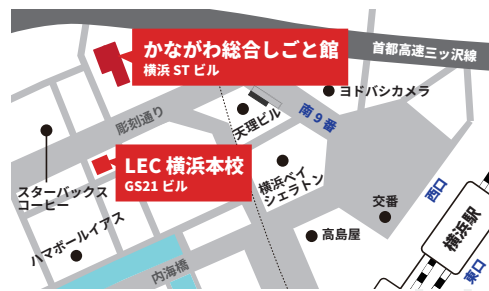 かながわ総合しごと館
横浜 ST ビル
首都高速三ッ沢線
ヨドバシカメラ
彫刻通り
天理ビル
南 9 番
LEC 横浜本校
GS21 ビル
スターバックス
コーヒー
横浜ベイ
シェラトン
西口
交番
ハマボールイアス
高島屋
横浜駅
内海橋
東口